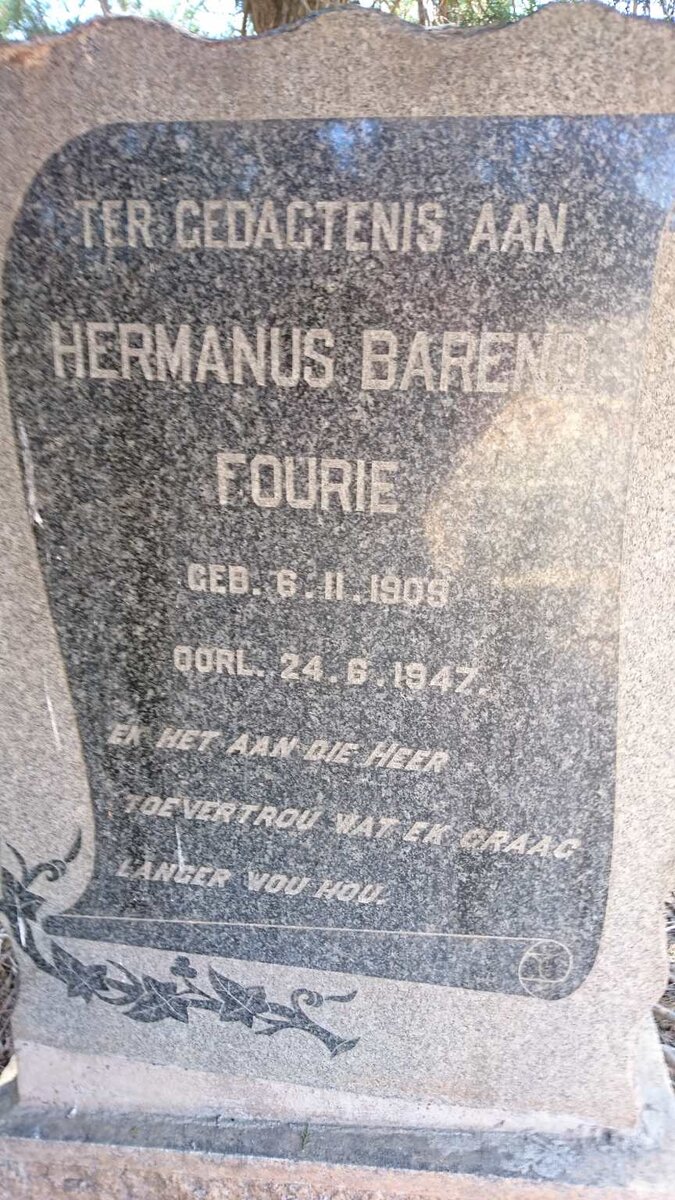 TER GEDAGTENIS AAN
HERMANUS BAREND
FOURIE
GEB. 6.11.1909
OORL. 24.6.1947.
EK HET AAN DIE HEER
TOEVERTROU WAT EK GRAAG
LANGER WOU HOU.